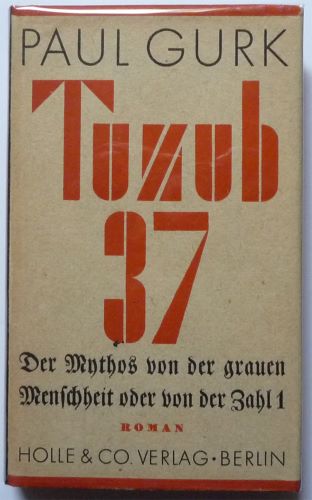 PAUL GURK
Tuzub
37
Der Mythos von der grauen
Menschheit oder von der Zahl 1
ROMAN
HOLLE & CO. VERLAG • BERLIN